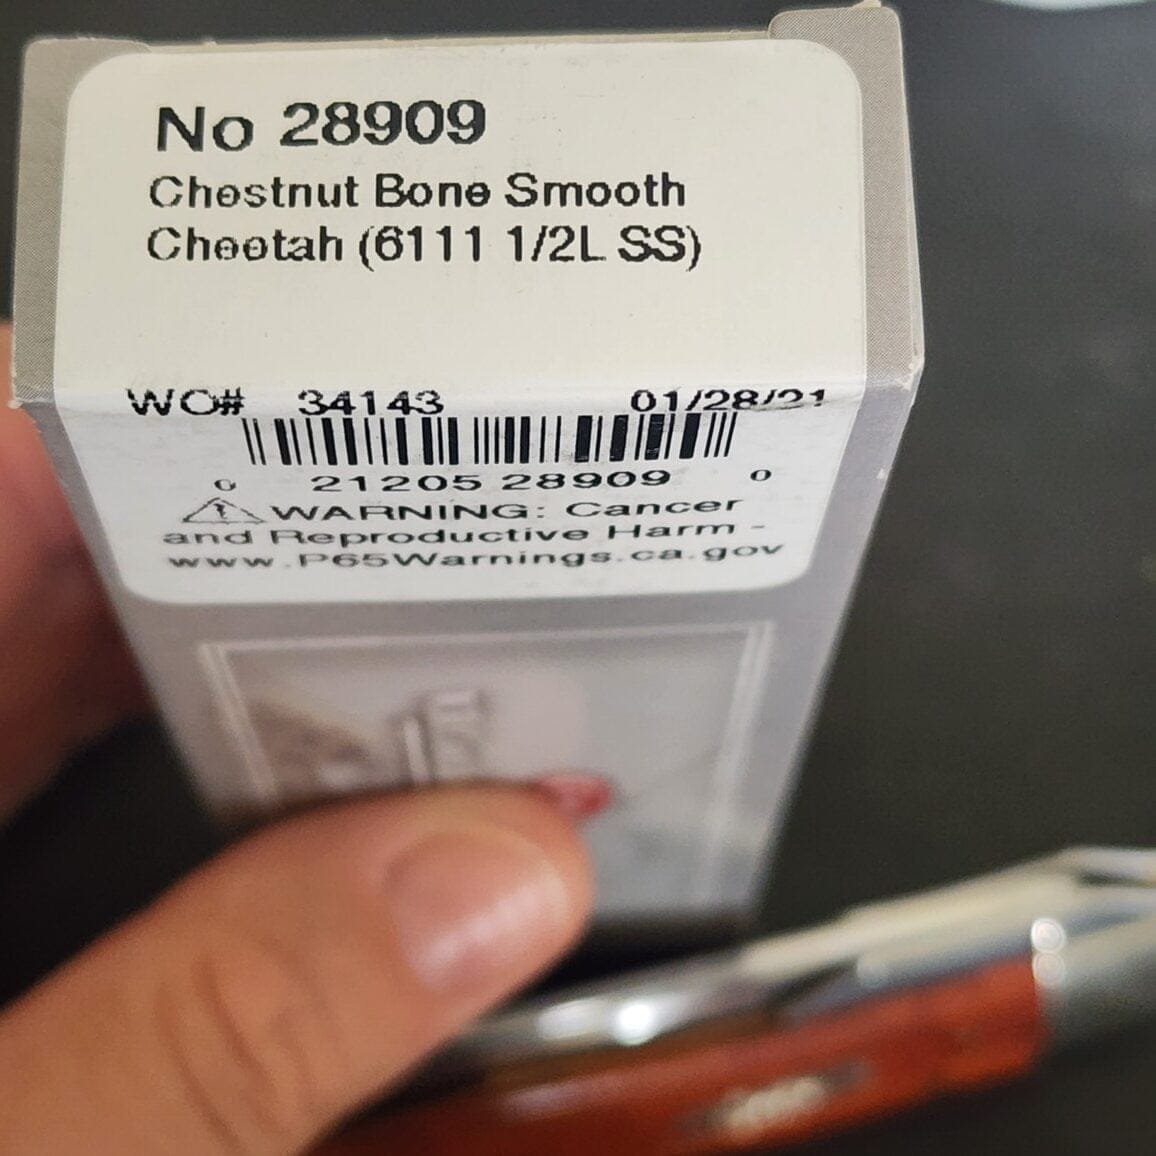 No 28909
Chestnut Bone Smooth
Cheetah (6111 1/2L SS)
WO# 34143 01/28/21
0 21205 28909 0
WARNING: Cancer
and Reproductive Harm -
www.P65Warnings.ca.gov